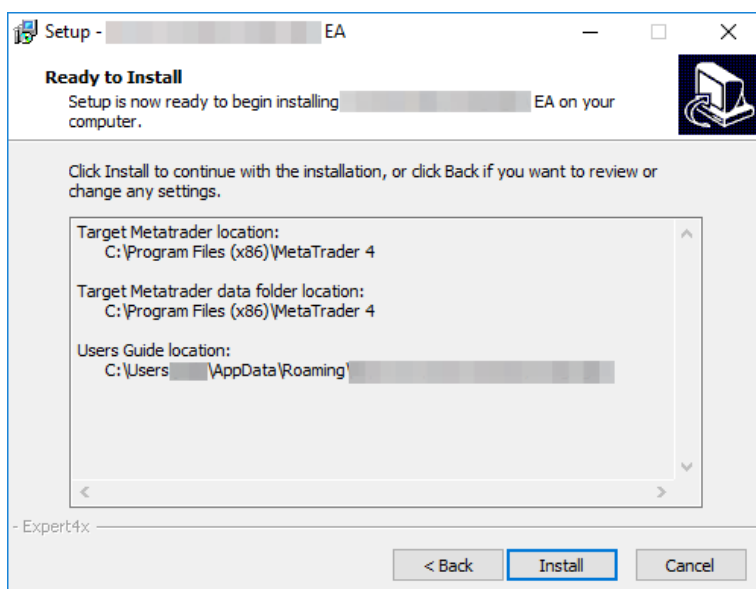 Setup - EA
Ready to Install
Setup is now ready to begin installing EA on your
computer.
Click Install to continue with the installation, or click Back if you want to review or
change any settings.
Target Metatrader location:
C:\Program Files (x86)\MetaTrader 4
Target Metatrader data folder location:
C:\Program Files (x86)\MetaTrader 4
Users Guide location:
C:\Users \AppData\Roaming\
Expert4x
< Back Install Cancel